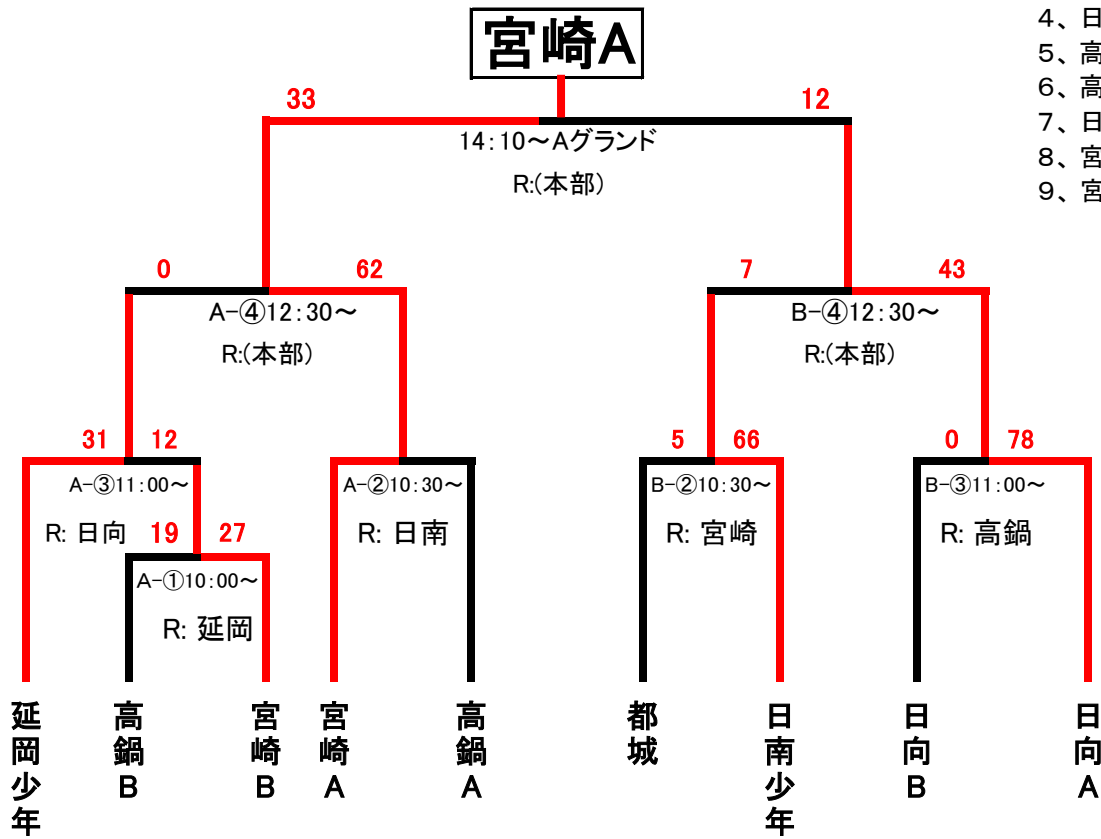 宮崎A
4、日
5、高
6、高
7、日
8、宮
9、宮
33 12
14:10～Aグランド
R:(本部)
0 62 7 43
A-④12:30～ B-④12:30～
R:(本部) R:(本部)
31 12 5 66 0 78
A-③11:00～ A-②10:30～ B-②10:30～ B-③11:00～
R: 日向 R: 日南 R: 宮崎 R: 高鍋
19 27
A-①10:00～
R: 延岡
延岡少年
高鍋B
宮崎B
宮崎A
高鍋A
都城
日南少年
日向B
日向A